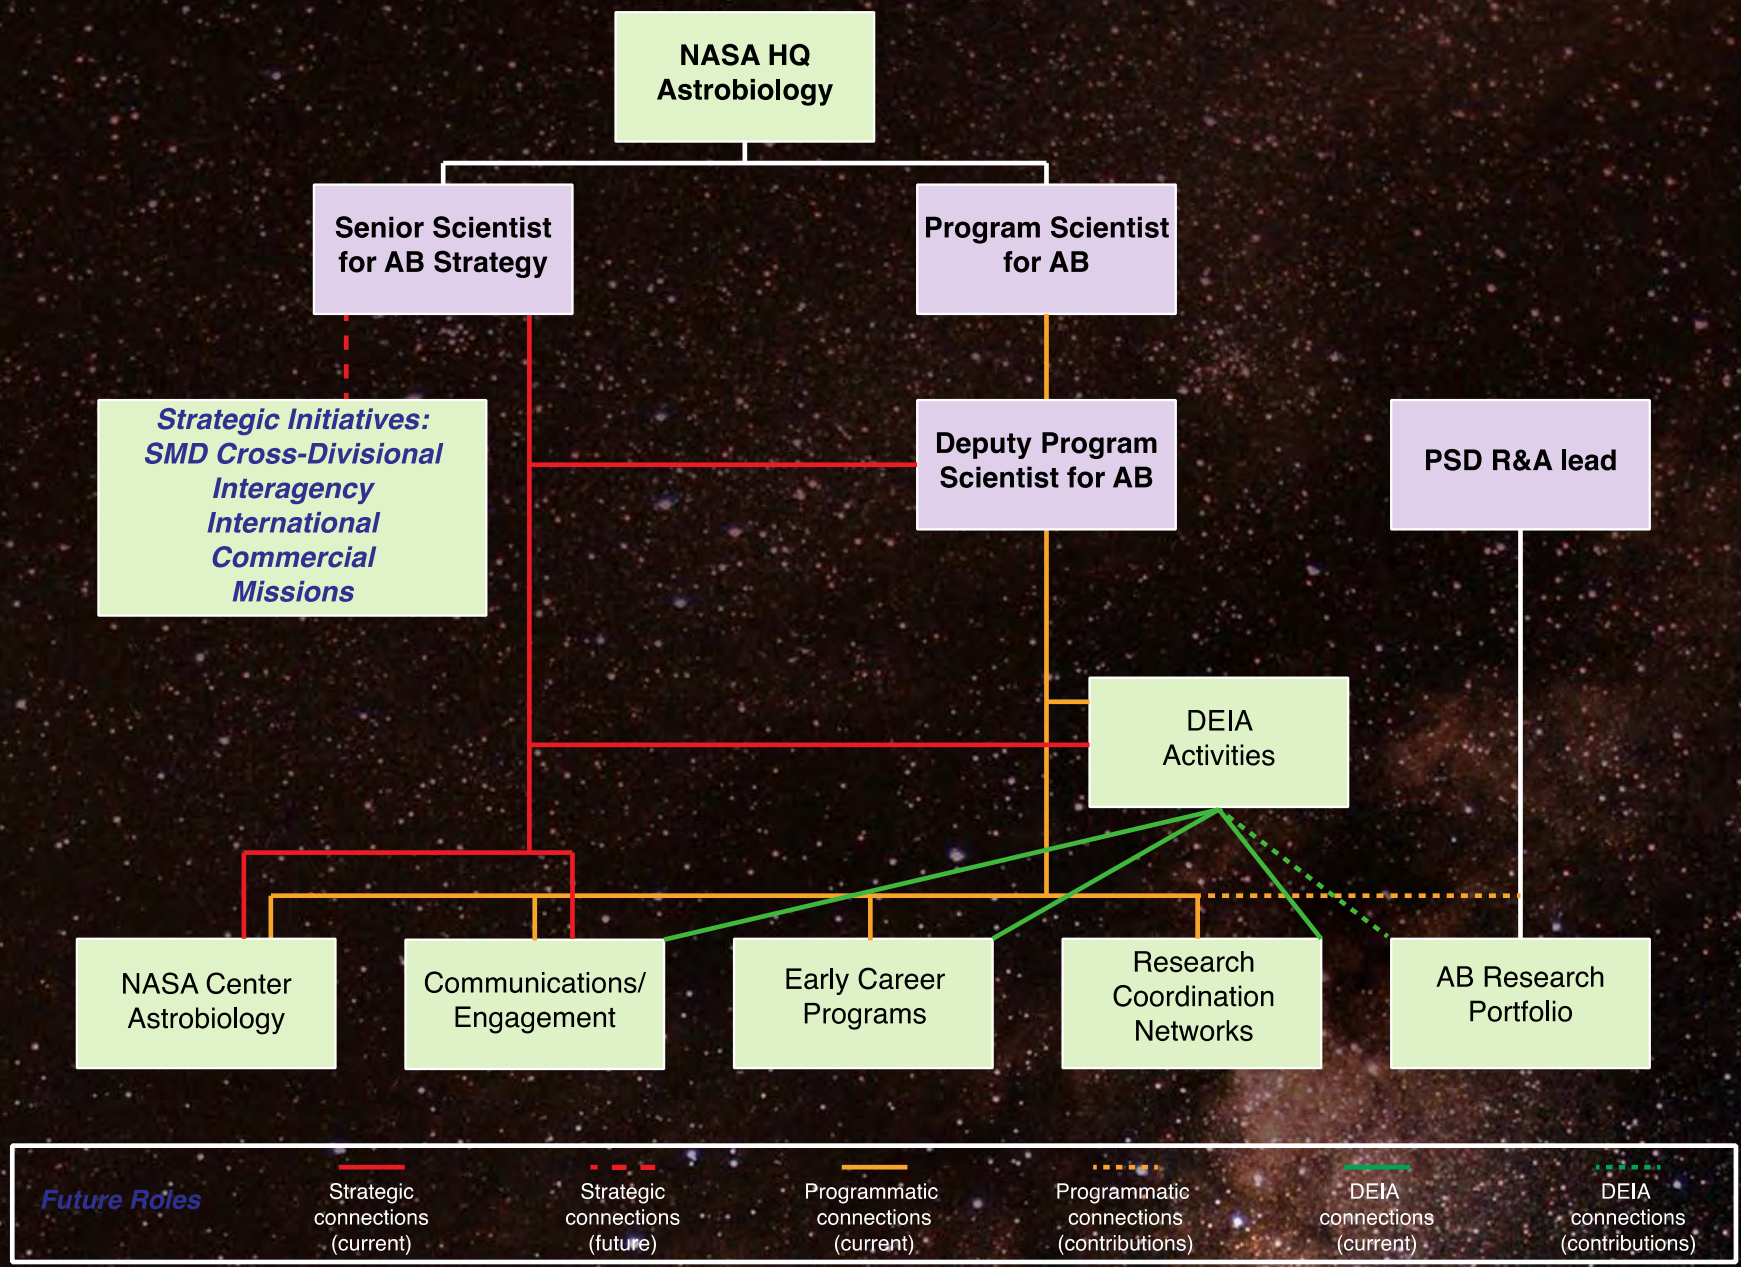 NASA HQ
Astrobiology
Senior Scientist
for AB Strategy
Program Scientist
for AB
Strategic Initiatives:
SMD Cross-Divisional
Interagency
International
Commercial
Missions
Deputy Program
Scientist for AB
PSD R&A lead
DEIA
Activities
NASA Center
Astrobiology
Communications/
Engagement
Early Career
Programs
Research
Coordination
Networks
AB Research
Portfolio
Future Roles
Strategic
connections
(current)
Strategic
connections
(future)
Programmatic
connections
(current)
Programmatic
connections
(contributions)
DEIA
connections
(current)
DEIA
connections
(contributions)